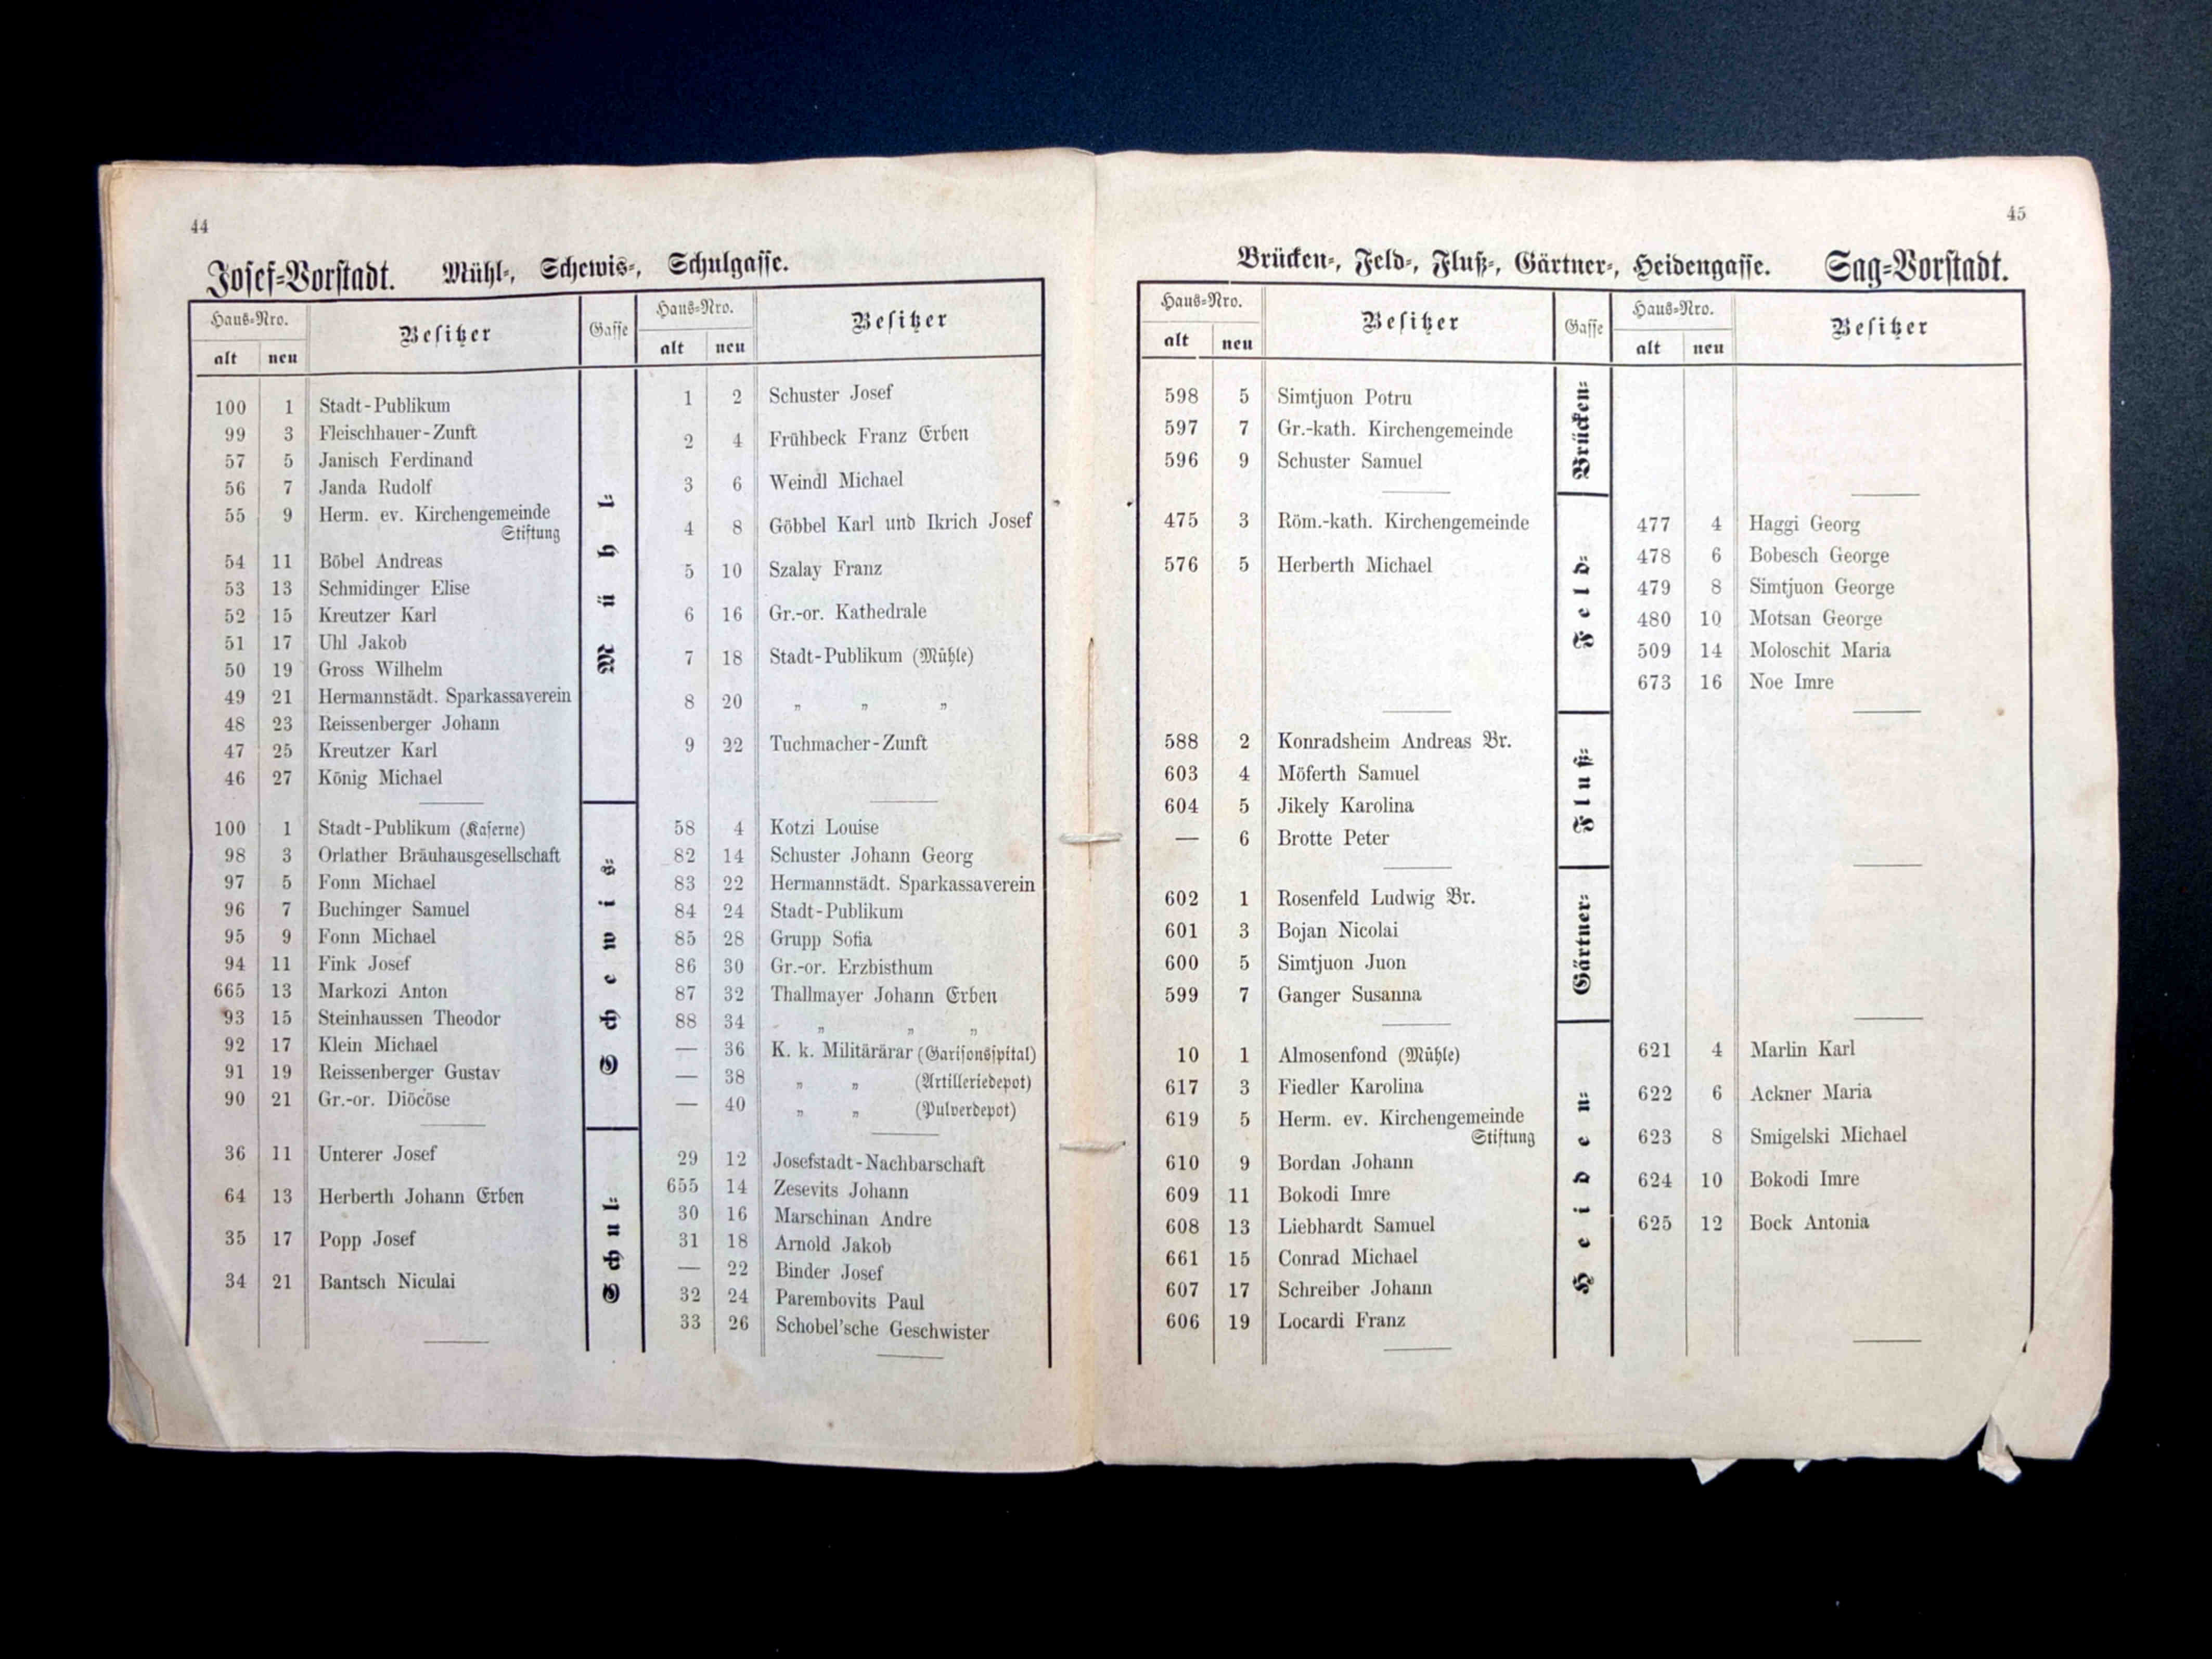 44
Josef-Vorstadt. Mühl-, Schewis-, Schulgasse.
Haus-Nro. Besitzer Gasse Haus-Nro. Besitzer
alt neu alt neu
100 1 Stadt-Publikum
99 3 Fleischhauer-Zunft
57 5 Janisch Ferdinand
56 7 Janda Rudolf
55 9 Herm. ev. Kirchengemeinde
Stiftung
54 11 Böbel Andreas
53 13 Schmidinger Elise
52 15 Kreutzer Karl
51 17 Uhl Jakob
50 19 Gross Wilhelm
49 21 Hermannstädt. Sparkassaverein
48 23 Reissenberger Johann
47 25 Kreutzer Karl
46 27 König Michael
Mühl-
1 2 Schuster Josef
2 4 Frühbeck Franz Erben
3 6 Weindl Michael
4 8 Göbbel Karl und Ikrich Josef
5 10 Szalay Franz
6 16 Gr.-or. Kathedrale
7 18 Stadt-Publikum (Mühle)
8 20 „ „ „
9 22 Tuchmacher-Zunft
100 1 Stadt-Publikum (Kaserne)
98 3 Orlather Bräuhausgesellschaft
97 5 Fonn Michael
96 7 Buchinger Samuel
95 9 Fonn Michael
94 11 Fink Josef
665 13 Markozi Anton
93 15 Steinhaussen Theodor
92 17 Klein Michael
91 19 Reissenberger Gustav
90 21 Gr.-or. Diöcöse
Schewis-
58 4 Kotzi Louise
82 14 Schuster Johann Georg
83 22 Hermannstädt. Sparkassaverein
84 24 Stadt-Publikum
85 28 Grupp Sofia
86 30 Gr.-or. Erzbisthum
87 32 Thallmayer Johann Erben
88 34 „ „ „
— 36 K. k. Militärärar (Garisonsspital)
— 38 „ „ (Artilleriedepot)
— 40 „ „ (Pulverdepot)
36 11 Unterer Josef
64 13 Herberth Johann Erben
35 17 Popp Josef
34 21 Bantsch Niculai
Schul-
29 12 Josefstadt-Nachbarschaft
655 14 Zesevits Johann
30 16 Marschinan Andre
31 18 Arnold Jakob
— 22 Binder Josef
32 24 Parembovits Paul
33 26 Schobel'sche Geschwister
45
Brücken-, Feld-, Fluß-, Gärtner-, Heidengasse. Sag-Vorstadt.
Haus-Nro. Besitzer Gasse Haus-Nro. Besitzer
alt neu alt neu
598 5 Simtjuon Potru
597 7 Gr.-kath. Kirchengemeinde
596 9 Schuster Samuel
Brücken-
475 3 Röm.-kath. Kirchengemeinde
576 5 Herberth Michael
Feld-
477 4 Haggi Georg
478 6 Bobesch George
479 8 Simtjuon George
480 10 Motsan George
509 14 Moloschit Maria
673 16 Noe Imre
588 2 Konradsheim Andreas Br.
603 4 Möferth Samuel
604 5 Jikely Karolina
— 6 Brotte Peter
Fluß-
602 1 Rosenfeld Ludwig Br.
601 3 Bojan Nicolai
600 5 Simtjuon Juon
599 7 Ganger Susanna
Gärtner-
10 1 Almosenfond (Mühle)
617 3 Fiedler Karolina
619 5 Herm. ev. Kirchengemeinde
Stiftung
610 9 Bordan Johann
609 11 Bokodi Imre
608 13 Liebhardt Samuel
661 15 Conrad Michael
607 17 Schreiber Johann
606 19 Locardi Franz
Heiden-
621 4 Marlin Karl
622 6 Ackner Maria
623 8 Smigelski Michael
624 10 Bokodi Imre
625 12 Bock Antonia